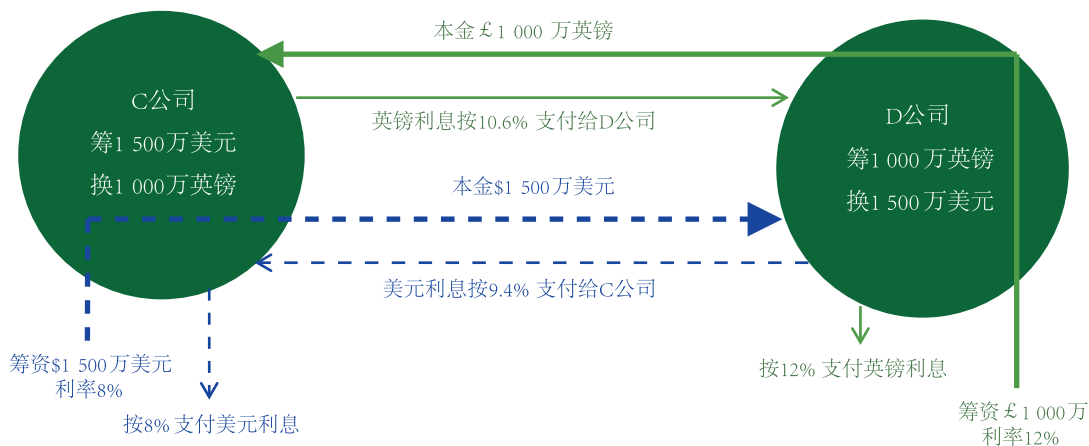 本金￡1 000 万英镑
C公司
筹1 500万美元
换1 000万英镑
英镑利息按10.6% 支付给D公司
D公司
筹1 000 万英镑
换1 500 万美元
本金$1 500万美元
美元利息按9.4% 支付给C公司
筹资$1 500万美元
利率8%
按8% 支付美元利息
按12% 支付英镑利息
筹资￡1 000万
利率12%